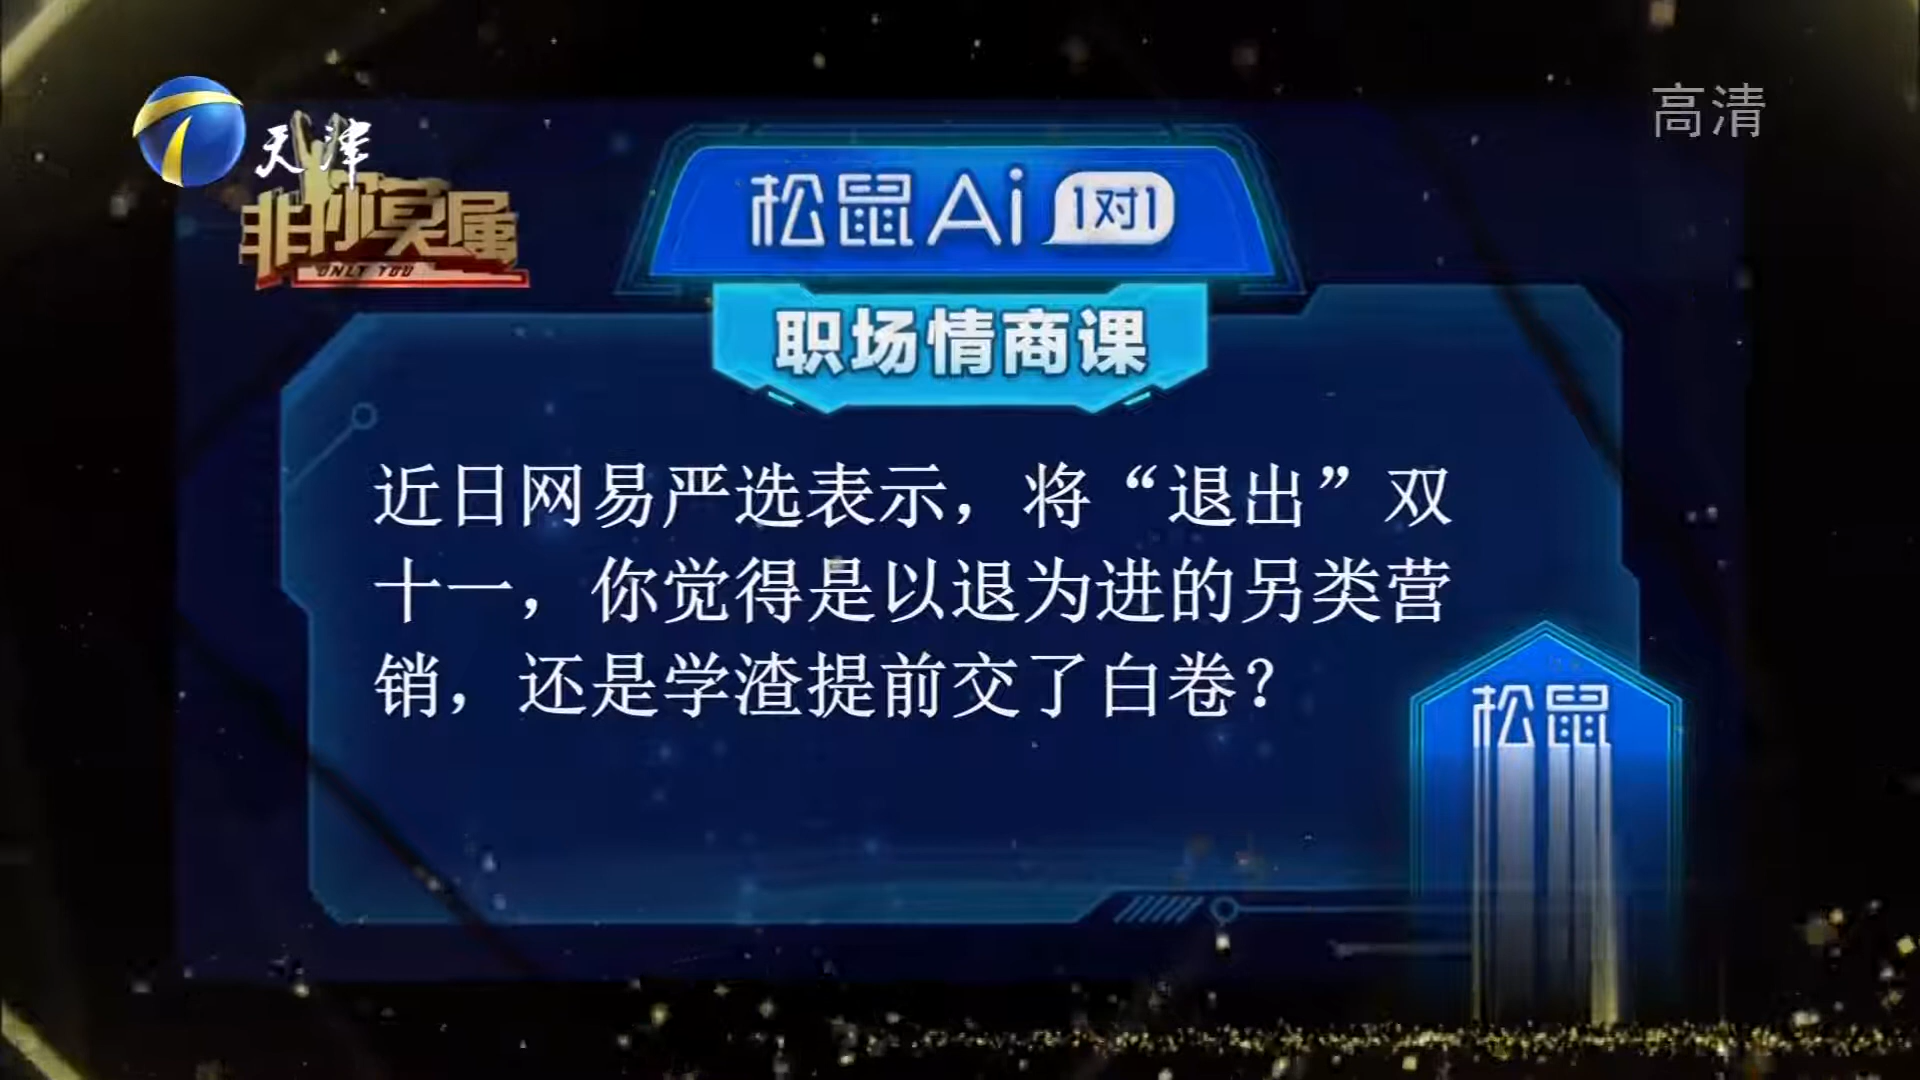 天津
高清
非你莫属
ONLY YOU
松鼠Ai 1对1
职场情商课
近日网易严选表示，将“退出”双
十一，你觉得是以退为进的另类营
销，还是学渣提前交了白卷？
松鼠